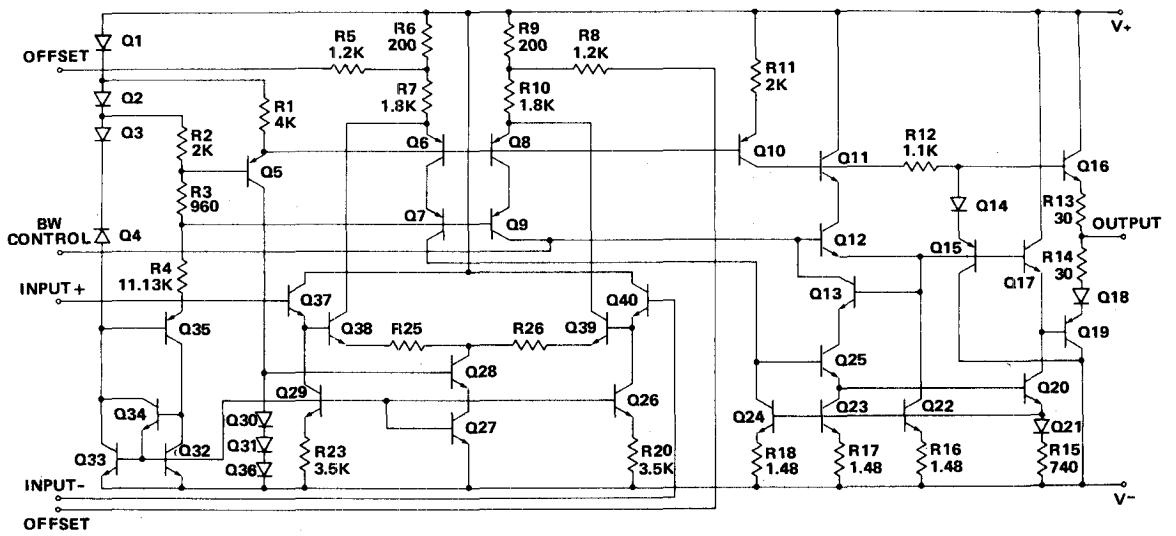 V+
Q1
OFFSET
R5
1.2K
R6
200
R9
200
R8
1.2K
Q2
R1
4K
R7
1.8K
R10
1.8K
R11
2K
Q3
R2
2K
Q5
Q6
Q8
Q10
Q11
R12
1.1K
Q16
R3
960
Q14
R13
30
OUTPUT
BW
CONTROL
Q4
Q7
Q9
Q12
Q15
R14
30
Q17
R4
11.13K
INPUT+
Q37
Q40
Q13
Q18
Q35
Q38
R25
R26
Q39
Q19
Q28
Q25
Q29
Q26
Q20
Q34
Q30
Q27
Q24
Q23
Q22
Q21
Q33
Q32
Q31
R23
3.5K
R20
3.5K
R18
1.48
R17
1.48
R16
1.48
R15
740
Q36
INPUT-
V-
OFFSET